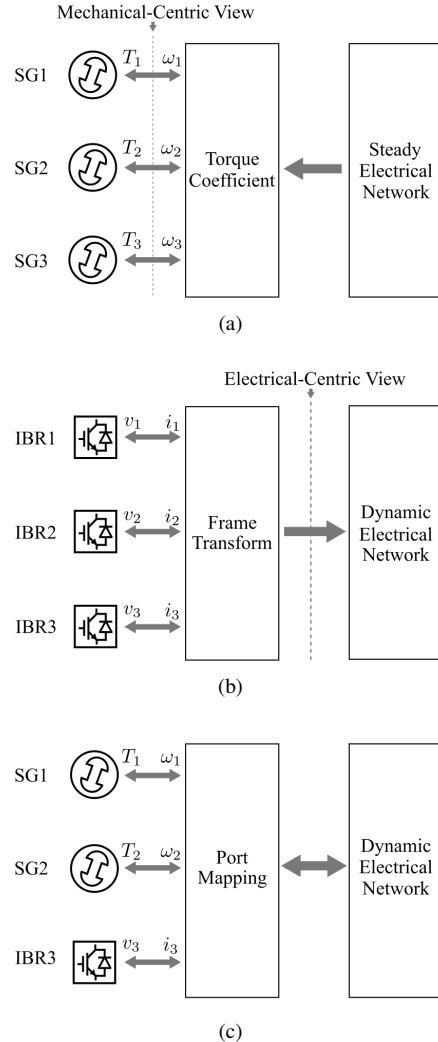 Mechanical-Centric View
SG1 T₁ ω₁
SG2 T₂ ω₂
SG3 T₃ ω₃
Torque
Coefficient
Steady
Electrical
Network
(a)
Electrical-Centric View
IBR1 v₁ i₁
IBR2 v₂ i₂
IBR3 v₃ i₃
Frame
Transform
Dynamic
Electrical
Network
(b)
SG1 T₁ ω₁
SG2 T₂ ω₂
IBR3 v₃ i₃
Port
Mapping
Dynamic
Electrical
Network
(c)